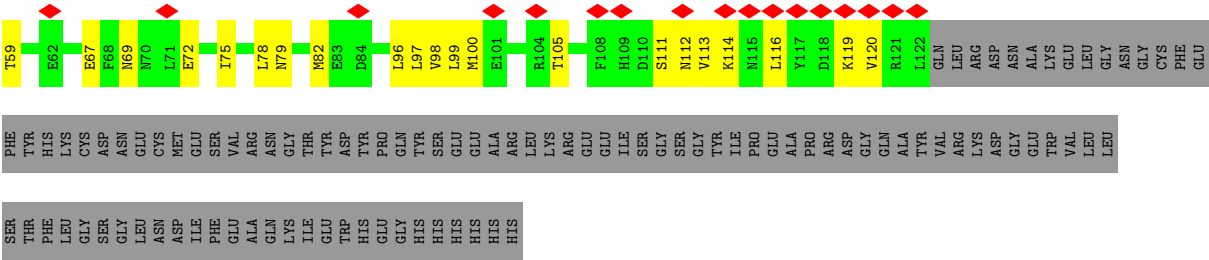 T59 E62 E67 F68 N69 N70 L71 E72 I75 L78 N79 M82 E83 D84 L96 L97 V98 L99 M100 E101 R104 T105 F108 H109 D110 S111 N112 V113 K114 N115 L116 Y117 D118 K119 V120 R121 L122 GLN LEU ARG ASP ASN ALA LYS GLU LEU GLY ASN GLY CYS PHE GLU
PHE TYR HIS LYS CYS ASP ASN GLU CYS MET GLU SER VAL ARG ASN GLY THR TYR ASP TYR PRO GLN TYR SER GLU GLU ALA ARG LEU LYS ARG GLU GLU ILE SER GLY SER GLY TYR ILE PRO GLU ALA PRO ARG ASP GLY GLN ALA TYR VAL ARG LYS ASP GLY GLU TRP VAL LEU LEU
SER THR PHE LEU GLY SER GLY LEU ASN ASP ILE PHE GLU ALA GLN LYS ILE GLU TRP HIS GLU GLY HIS HIS HIS HIS HIS HIS